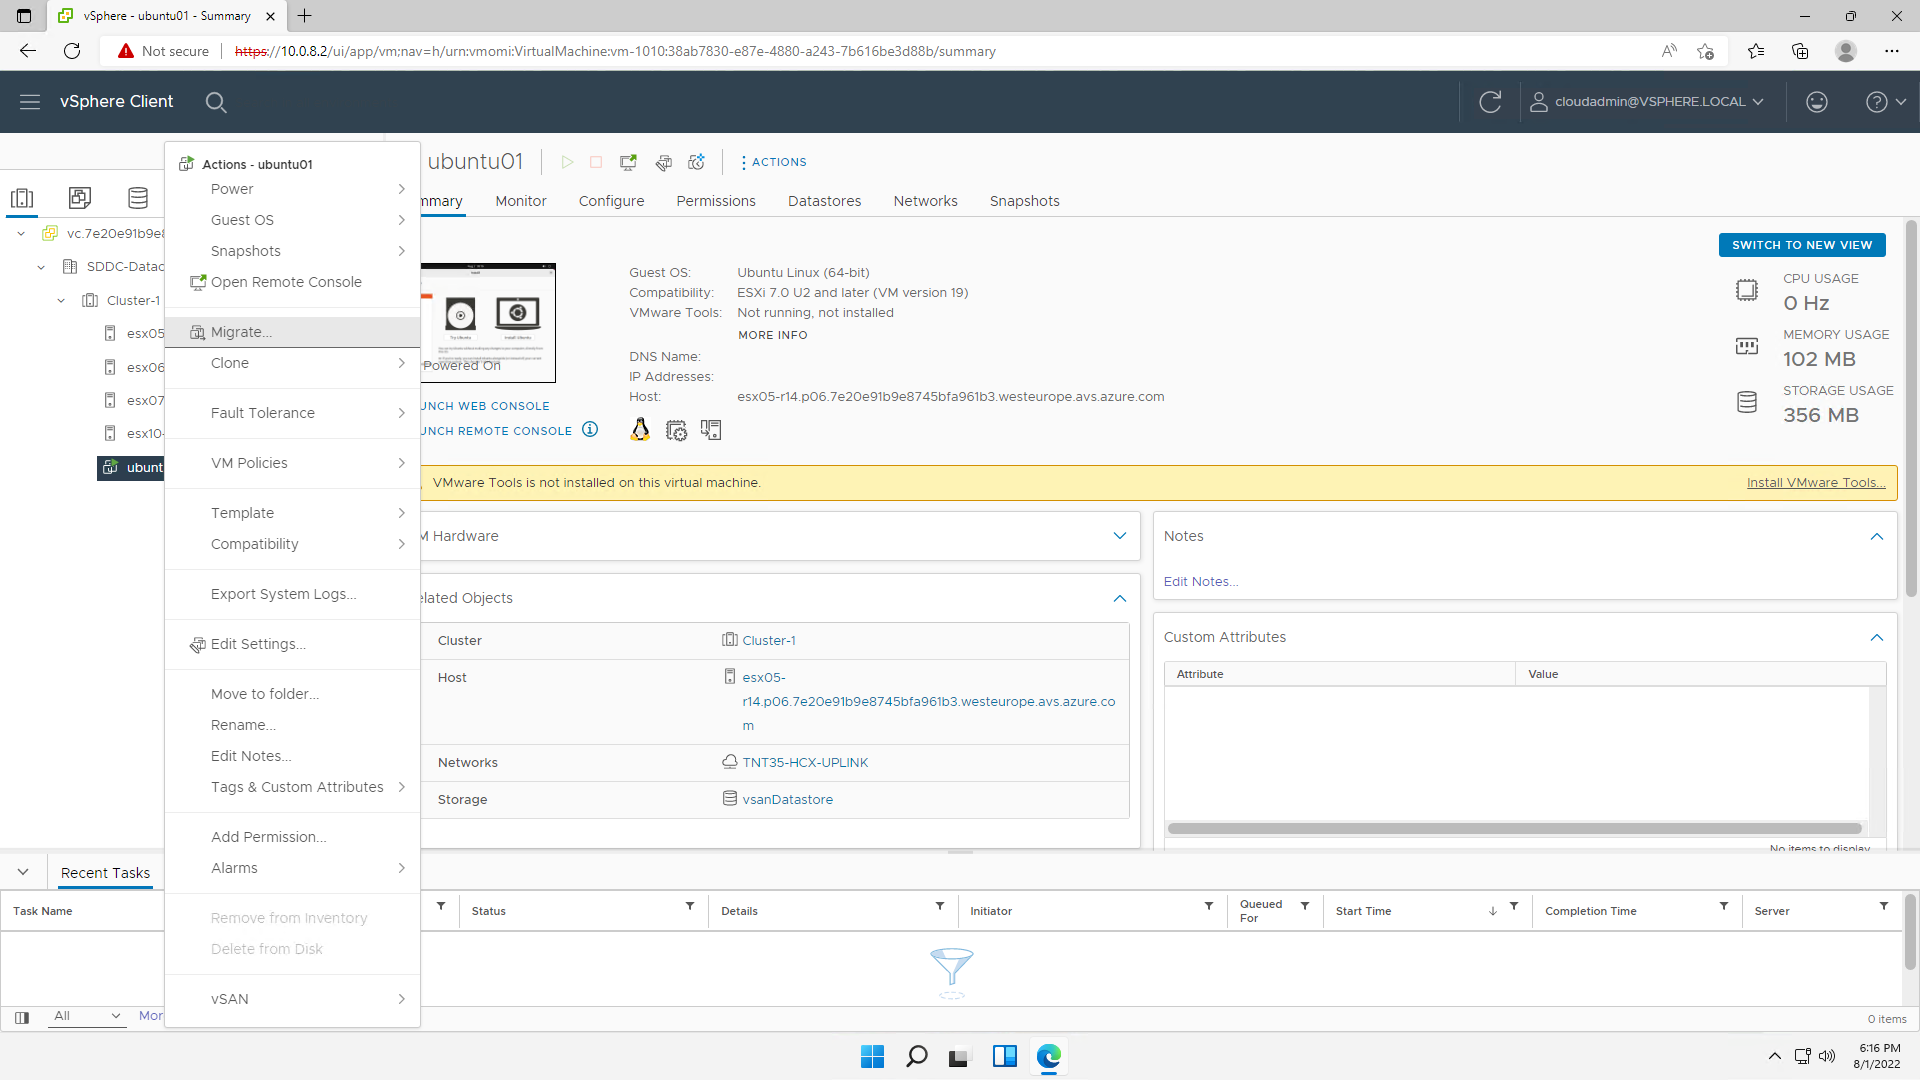 vSphere - ubuntu01 - Summary
Not secure
https://10.0.8.2/ui/app/vm;nav=h/urn:vmomi:VirtualMachine:vm-1010:38ab7830-e87e-4880-a243-7b616be3d88b/summary
vSphere Client
cloudadmin@VSPHERE.LOCAL
Actions - ubuntu01
Power
Guest OS
Snapshots
Open Remote Console
Migrate...
Clone
Fault Tolerance
VM Policies
Template
Compatibility
Export System Logs...
Edit Settings...
Move to folder...
Rename...
Edit Notes...
Tags & Custom Attributes
Add Permission...
Alarms
Remove from Inventory
Delete from Disk
vSAN
vc.7e20e91b9e8
SDDC-Datac
Cluster-1
esx05
esx06
esx07
esx10-
ubunt
ubuntu01
ACTIONS
mmary
Monitor
Configure
Permissions
Datastores
Networks
Snapshots
SWITCH TO NEW VIEW
Try Ubuntu
Install Ubuntu
Powered On
UNCH WEB CONSOLE
UNCH REMOTE CONSOLE
Guest OS: Ubuntu Linux (64-bit)
Compatibility: ESXi 7.0 U2 and later (VM version 19)
VMware Tools: Not running, not installed
MORE INFO
DNS Name:
IP Addresses:
Host: esx05-r14.p06.7e20e91b9e8745bfa961b3.westeurope.avs.azure.com
CPU USAGE
0 Hz
MEMORY USAGE
102 MB
STORAGE USAGE
356 MB
VMware Tools is not installed on this virtual machine.
Install VMware Tools...
M Hardware
elated Objects
Cluster Cluster-1
Host esx05-
r14.p06.7e20e91b9e8745bfa961b3.westeurope.avs.azure.co
m
Networks TNT35-HCX-UPLINK
Storage vsanDatastore
Notes
Edit Notes...
Custom Attributes
Attribute Value
No items to display
Recent Tasks
Task Name
Status
Details
Initiator
Queued
For
Start Time
Completion Time
Server
All
Mor
0 items
6:16 PM
8/1/2022